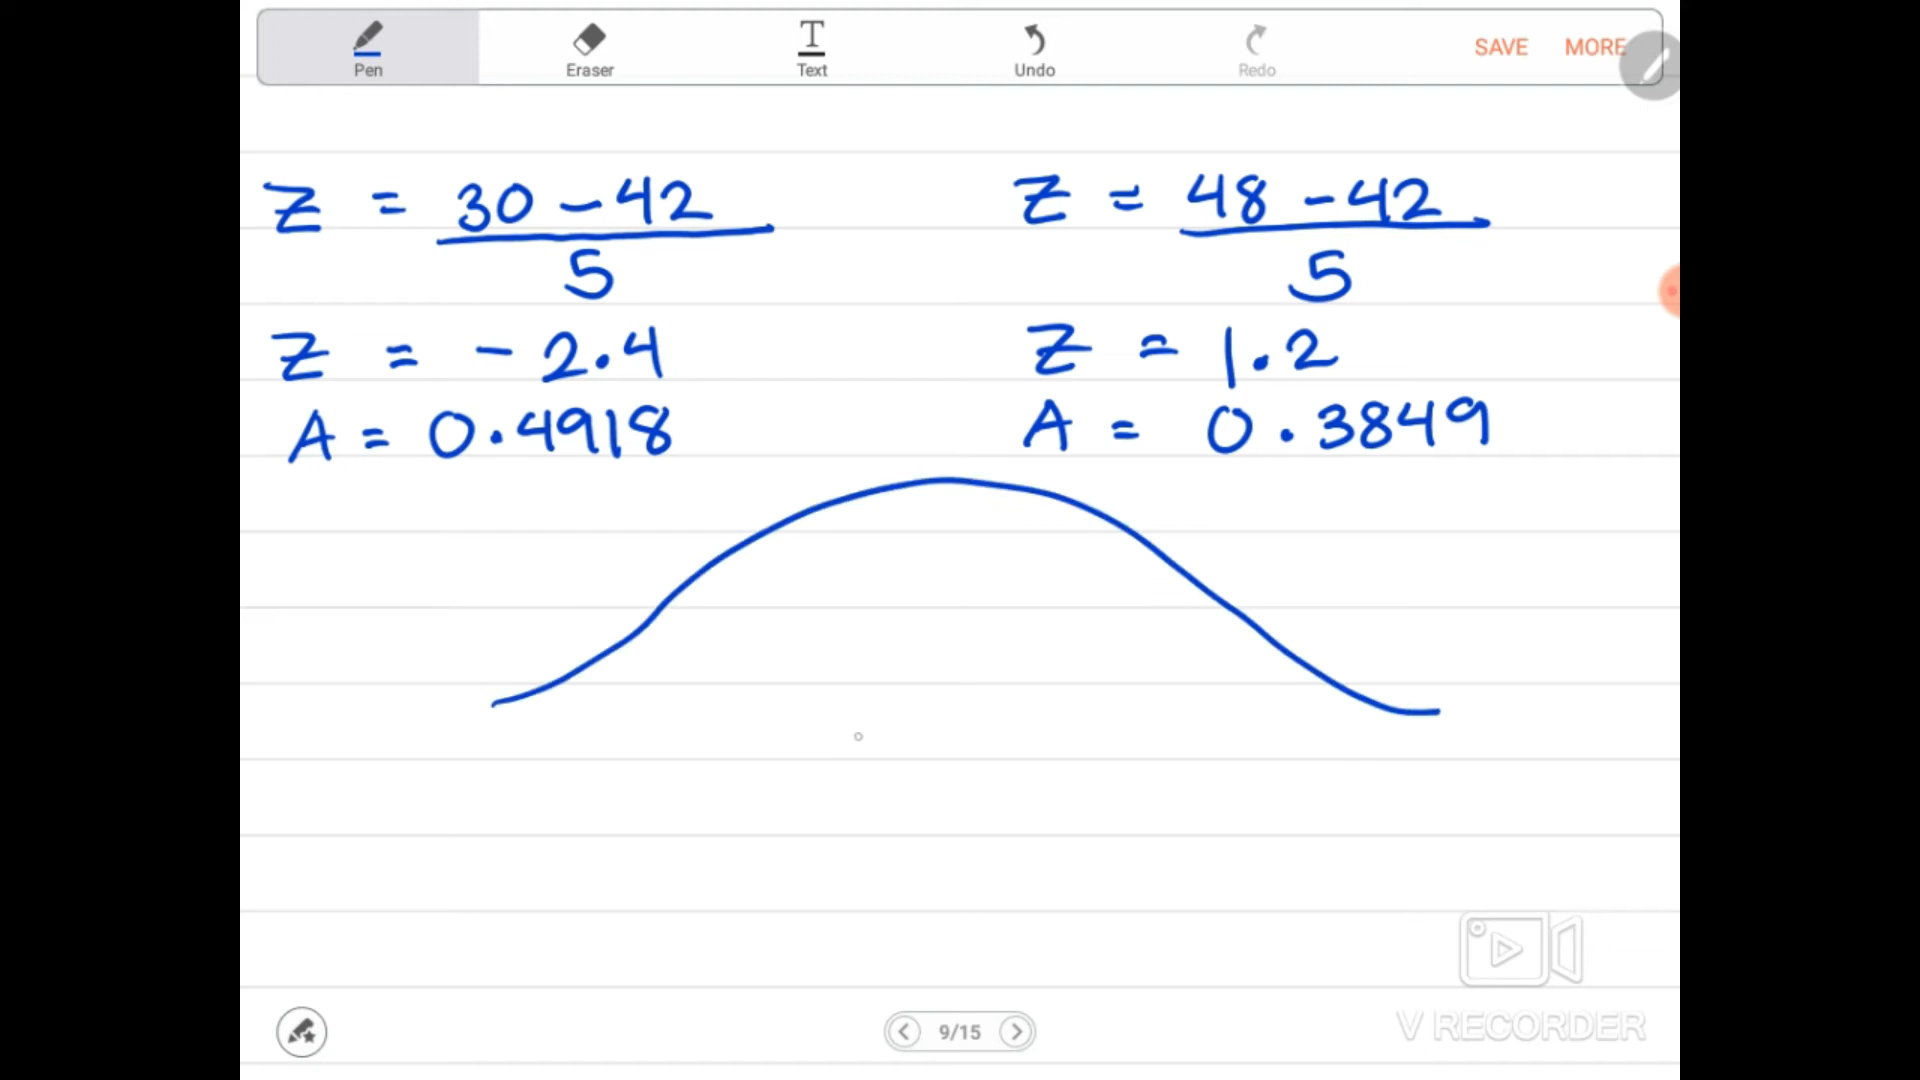 Pen Eraser Text Undo Redo SAVE MORE
Z = 30 - 42 / 5
Z = 48 - 42 / 5
Z = - 2.4
Z = 1.2
A = 0.4918
A = 0.3849
9/15
V RECORDER